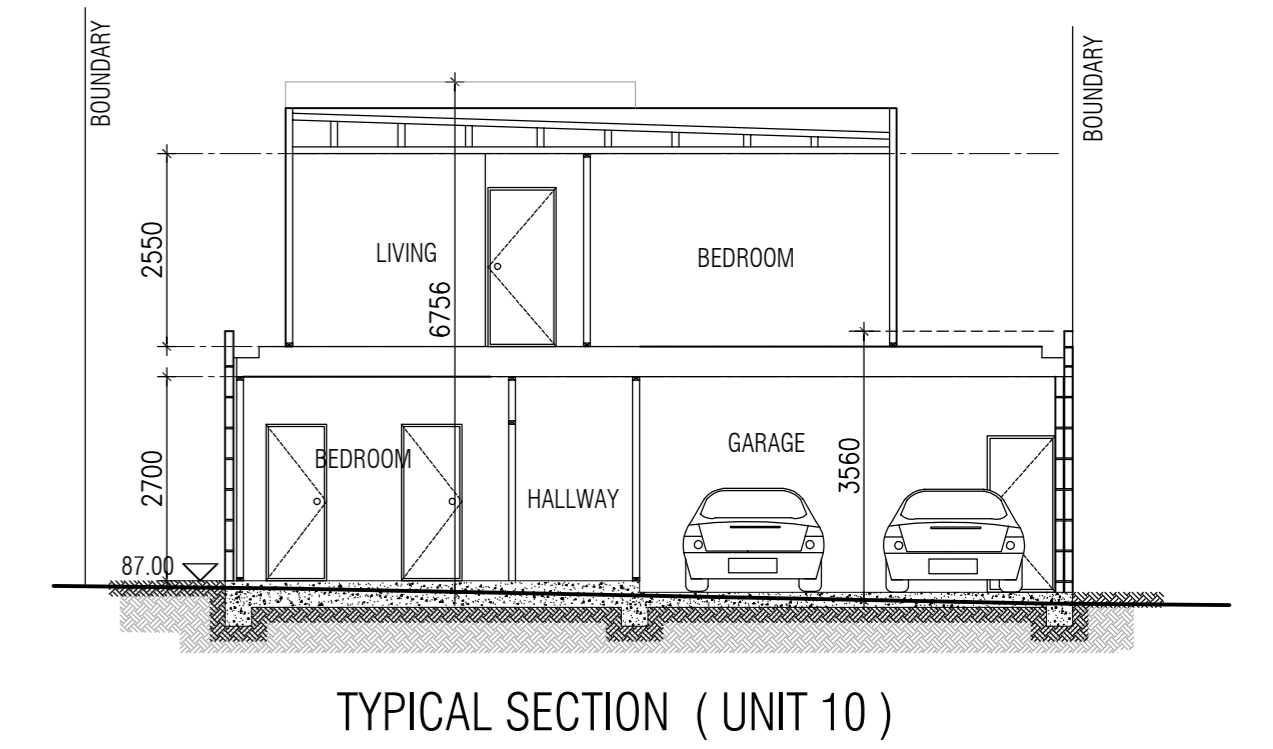 BOUNDARY
BOUNDARY
2550
LIVING
BEDROOM
6756
2700
BEDROOM
HALLWAY
GARAGE
3560
87.00
TYPICAL SECTION ( UNIT 10 )